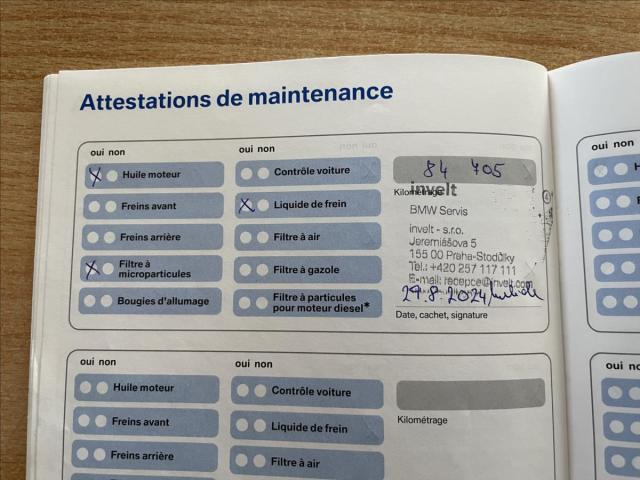 Attestations de maintenance
oui non
Huile moteur
Freins avant
Freins arrière
Filtre à
microparticules
Bougies d'allumage
oui non
Contrôle voiture
Liquide de frein
Filtre à air
Filtre à gazole
Filtre à particules
pour moteur diesel*
84 705
Kilométrage
invelt
BMW Servis
invelt - s.r.o.
Jeremiášova 5
155 00 Praha-Stodůlky
Tel.: +420 257 117 111
E-mail: recepce@invelt.com
29.8.2024
Date, cachet, signature
oui non
Huile moteur
Freins avant
Freins arrière
oui non
Contrôle voiture
Liquide de frein
Filtre à air
Kilométrage
oui non
oui